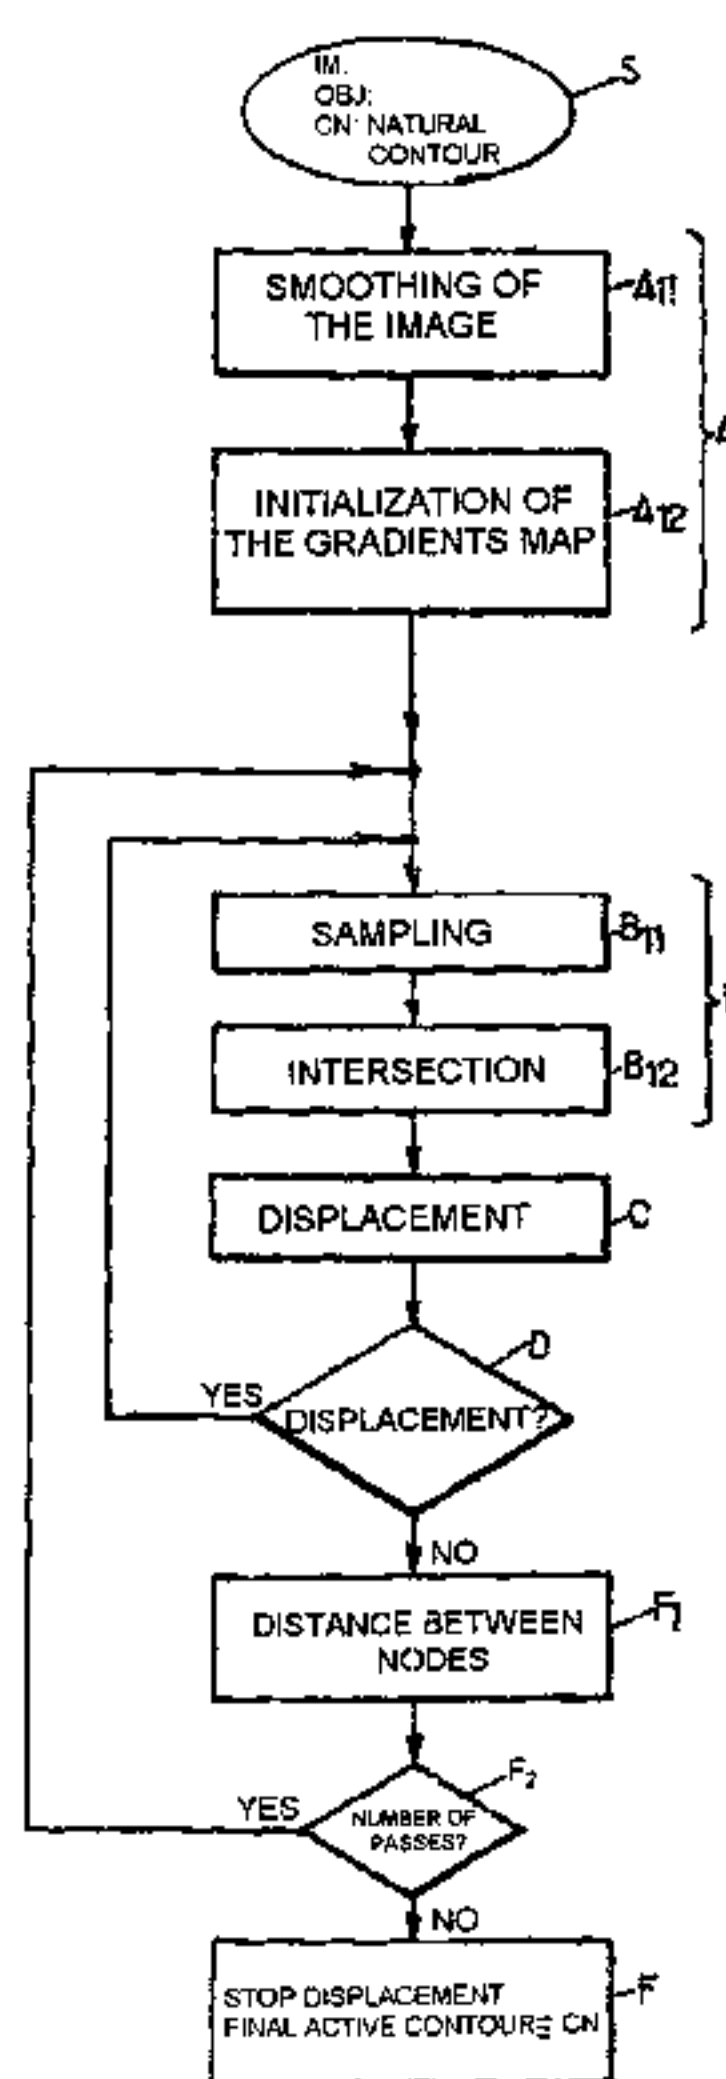 IM.
S
OBJ:
CN: NATURAL
CONTOUR
SMOOTHING OF
THE IMAGE
A11
A
INITIALIZATION OF
THE GRADIENTS MAP
A12
SAMPLING
B11
INTERSECTION
B12
DISPLACEMENT
C
D
YES
DISPLACEMENT?
NO
DISTANCE BETWEEN
NODES
F1
F2
YES
NUMBER OF
PASSES?
NO
STOP DISPLACEMENT
FINAL ACTIVE CONTOURE CN
F